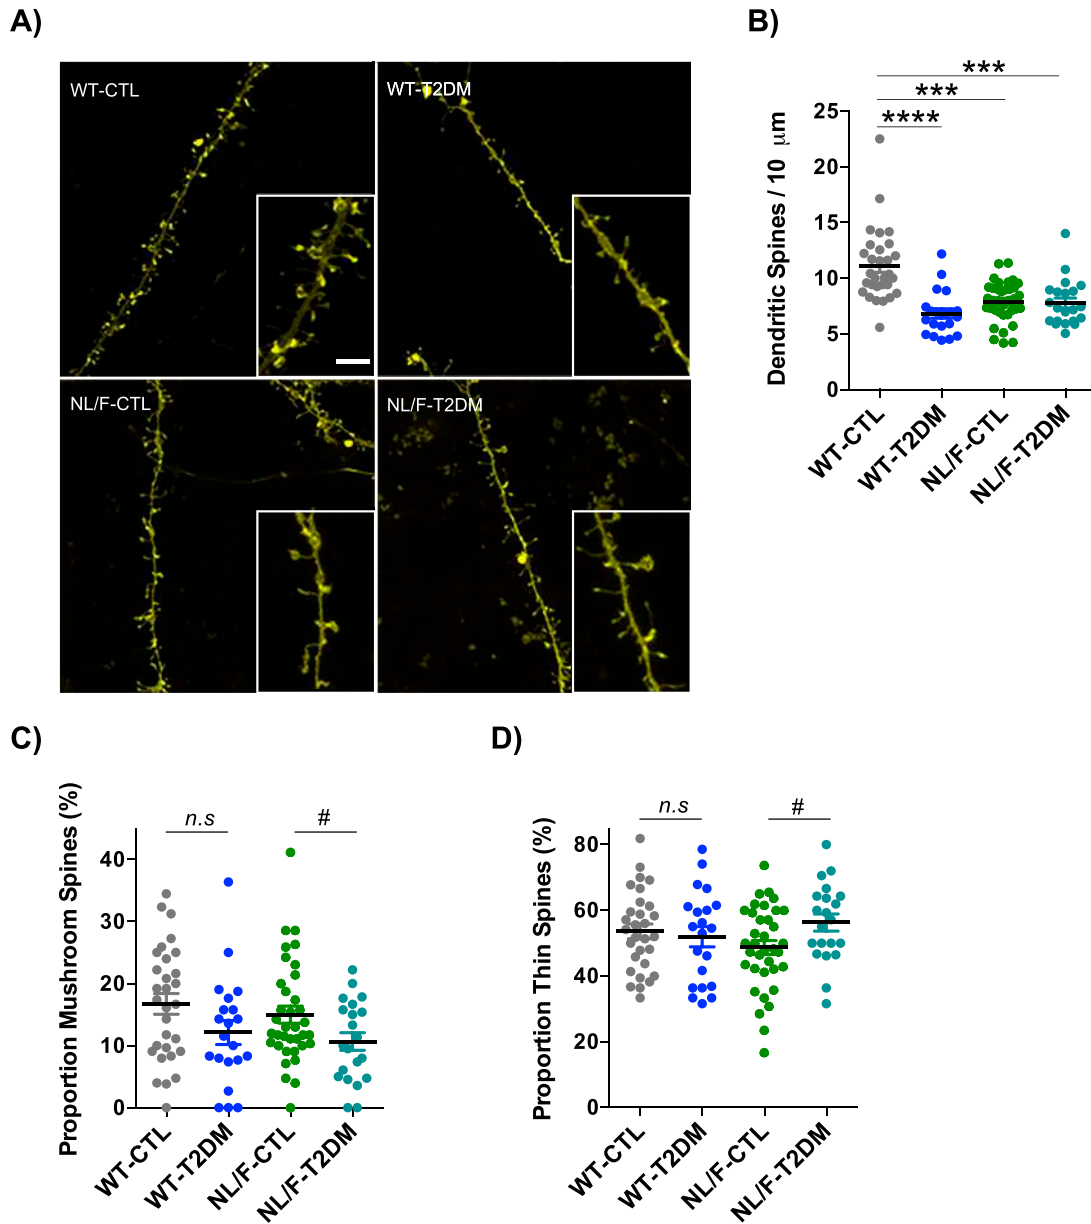 A)
WT-CTL
WT-T2DM
NL/F-CTL
NL/F-T2DM
B)
***
***
****
Dendritic Spines / 10 μm
25
20
15
10
5
0
WT-CTL
WT-T2DM
NL/F-CTL
NL/F-T2DM
C)
Proportion Mushroom Spines (%)
n.s
#
40
30
20
10
0
WT-CTL
WT-T2DM
NL/F-CTL
NL/F-T2DM
D)
Proportion Thin Spines (%)
n.s
#
80
60
40
20
0
WT-CTL
WT-T2DM
NL/F-CTL
NL/F-T2DM